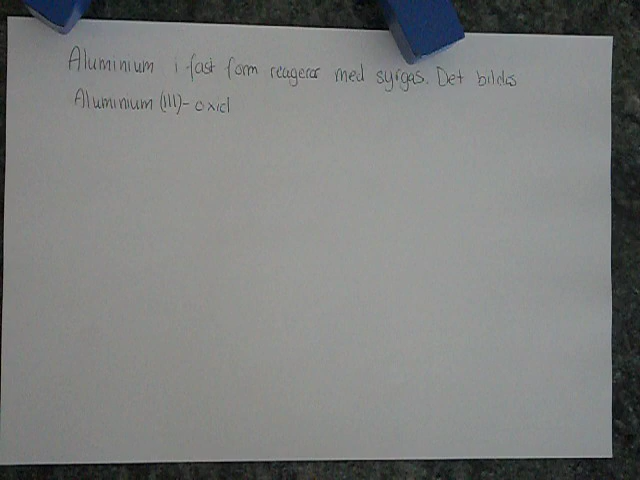 Aluminium i fast form reagerar med syrgas. Det bildas
Aluminium (III)-oxid